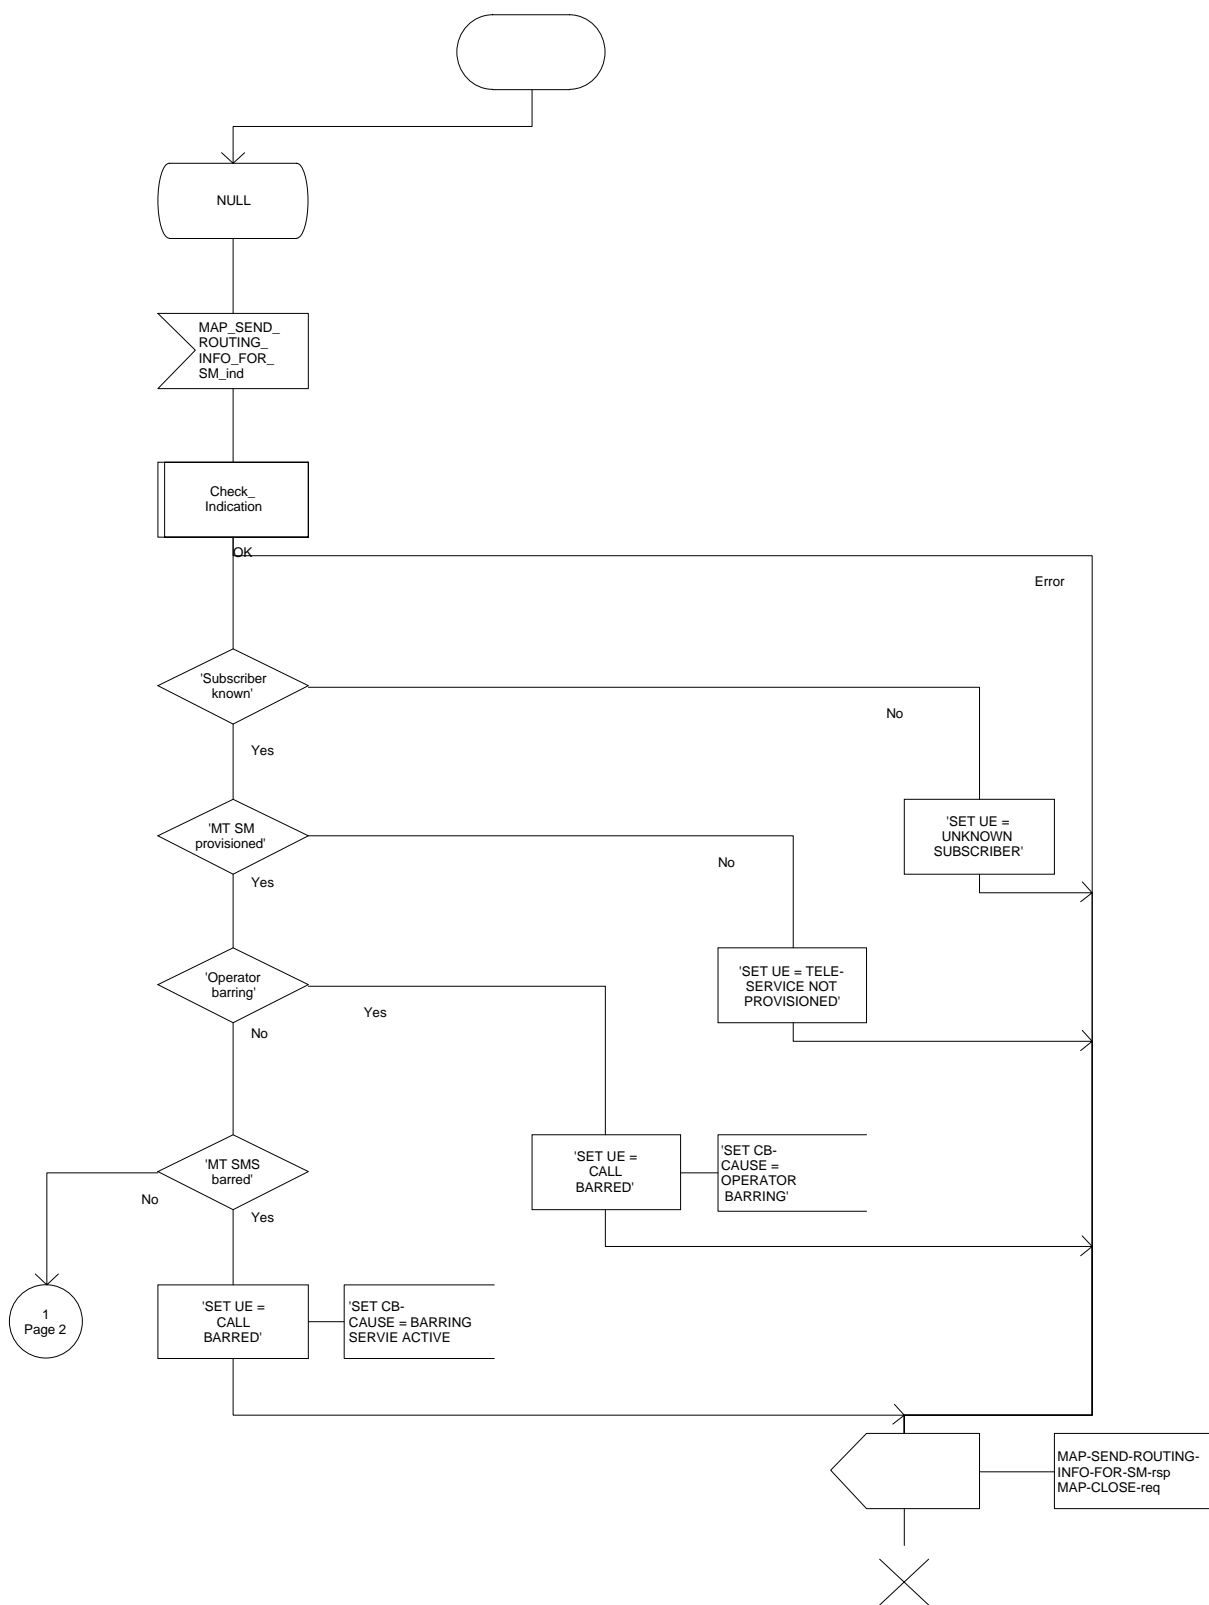 NULL
MAP_SEND_
ROUTING_
INFO_FOR_
SM_ind
Check_
Indication
OK
Error
'Subscriber
known'
No
Yes
'SET UE =
UNKNOWN
SUBSCRIBER'
'MT SM
provisioned'
No
Yes
'SET UE = TELE-
SERVICE NOT
PROVISIONED'
'Operator
barring'
Yes
No
'SET UE =
CALL
BARRED'
'SET CB-
CAUSE =
OPERATOR
BARRING'
'MT SMS
barred'
No
Yes
1
Page 2
'SET UE =
CALL
BARRED'
'SET CB-
CAUSE = BARRING
SERVIE ACTIVE
MAP-SEND-ROUTING-
INFO-FOR-SM-rsp
MAP-CLOSE-req